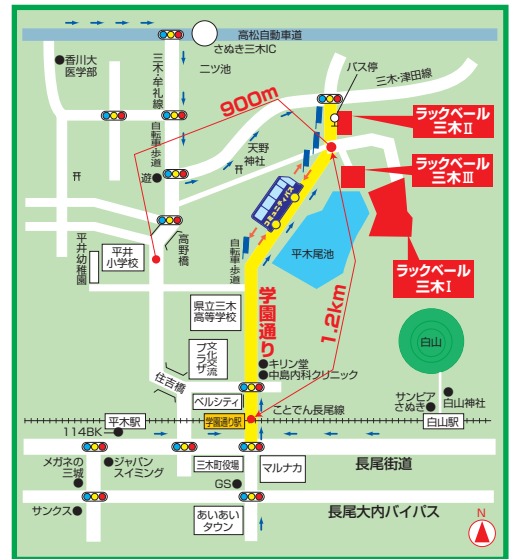 高松自動車道
さぬき三木IC
香川大
医学部
三木・牟礼線
二ツ池
バス停
三木・津田線
900m
ラックベール
三木Ⅱ
自転車歩道
天野
神社
ラックベール
三木Ⅲ
遊
コミュニティバス
高野橋
平井
小学校
平井幼稚園
自転車歩道
平木尾池
ラックベール
三木Ⅰ
県立三木
高等学校
学園通り
1.2km
文化交流
プラザ
白山
住吉橋
キリン堂
中島内科クリニック
ベルシティ
サンピア
さぬき
白山神社
ことでん長尾線
平木駅
学園通り駅
白山駅
114BK
長尾街道
メガネの
三城
ジャパン
スイミング
三木町役場
マルナカ
GS
サンクス
あいあい
タウン
長尾大内バイパス
N